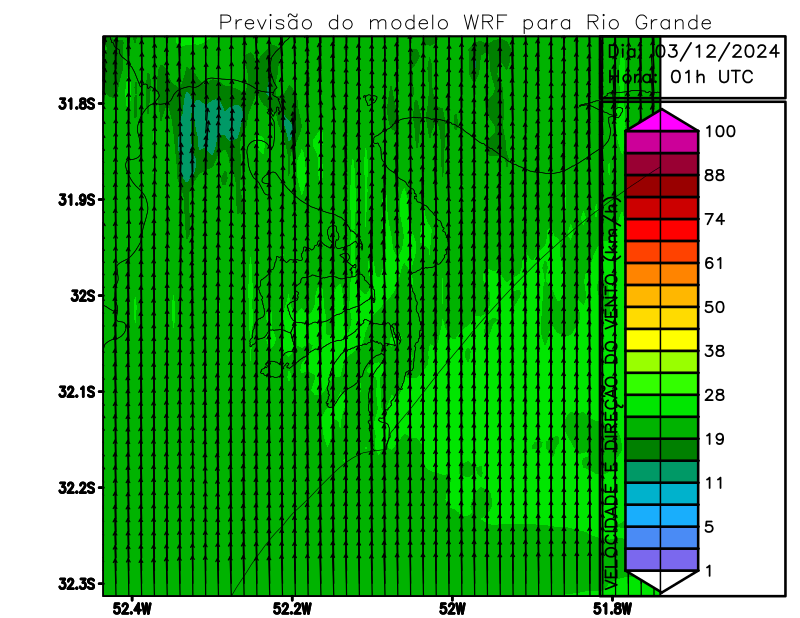 Previsão do modelo WRF para Rio Grande
Dia: 03/12/2024
Hora: 01h UTC
31.8S
31.9S
32S
32.1S
32.2S
32.3S
52.4W
52.2W
52W
51.8W
VELOCIDADE E DIREÇÃO DO VENTO (km/h)
100
88
74
61
50
38
28
19
11
5
1